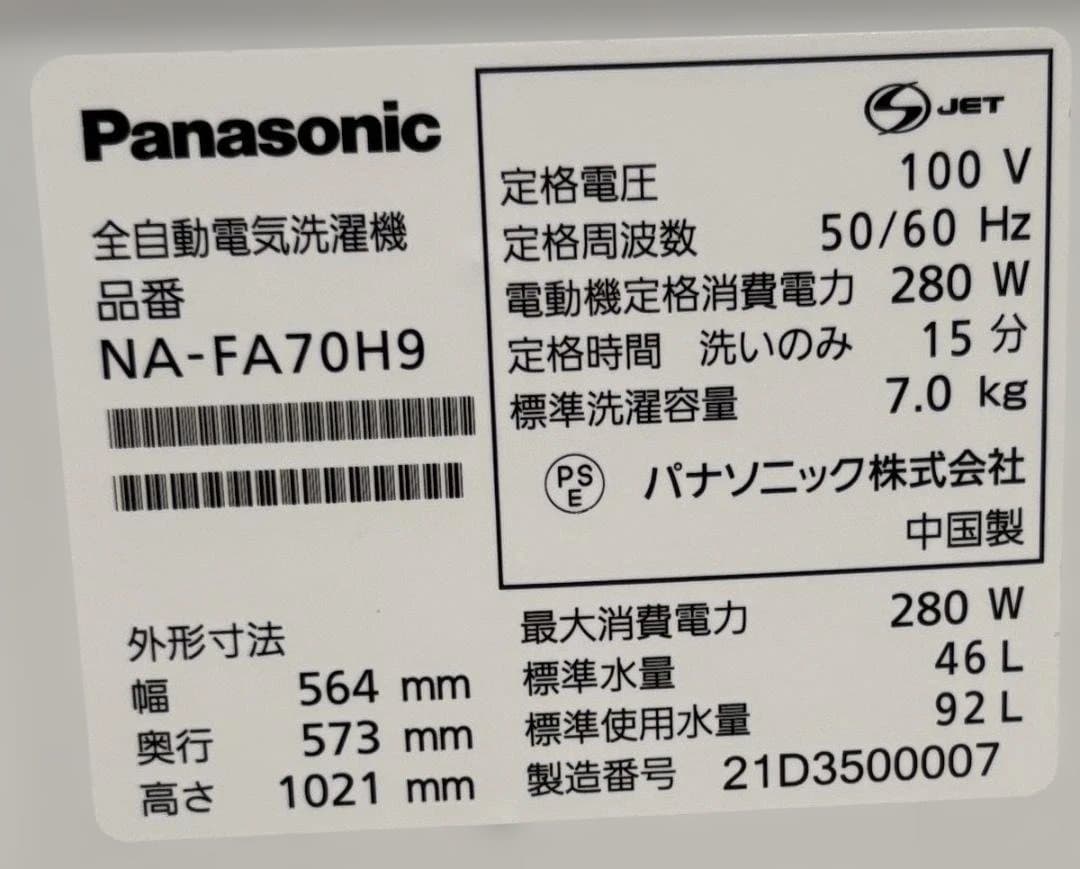 Panasonic
全自動電気洗濯機
品番
NA-FA70H9
JET
定格電圧 100 V
定格周波数 50/60 Hz
電動機定格消費電力 280 W
定格時間 洗いのみ 15 分
標準洗濯容量 7.0 kg
PS
E
パナソニック株式会社
中国製
外形寸法
幅 564 mm
奥行 573 mm
高さ 1021 mm
最大消費電力 280 W
標準水量 46 L
標準使用水量 92 L
製造番号 21D3500007